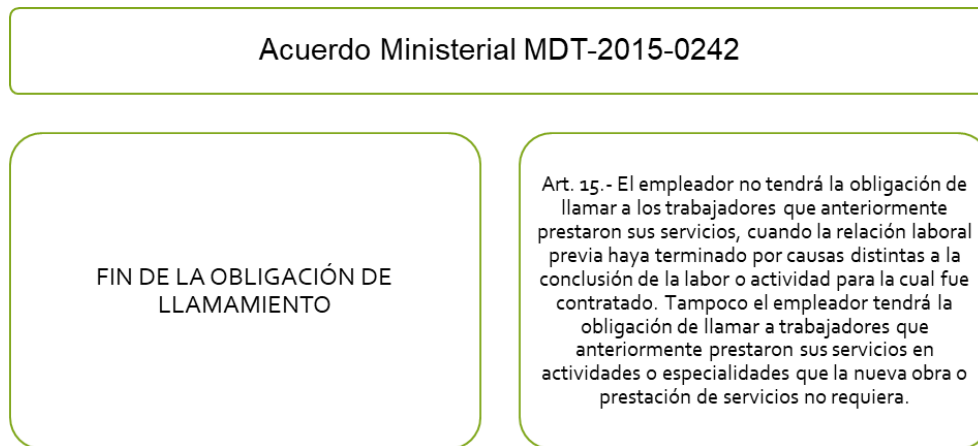 Acuerdo Ministerial MDT-2015-0242
FIN DE LA OBLIGACIÓN DE
LLAMAMIENTO
Art. 15.- El empleador no tendrá la obligación de
llamar a los trabajadores que anteriormente
prestaron sus servicios, cuando la relación laboral
previa haya terminado por causas distintas a la
conclusión de la labor o actividad para la cual fue
contratado. Tampoco el empleador tendrá la
obligación de llamar a trabajadores que
anteriormente prestaron sus servicios en
actividades o especialidades que la nueva obra o
prestación de servicios no requiera.